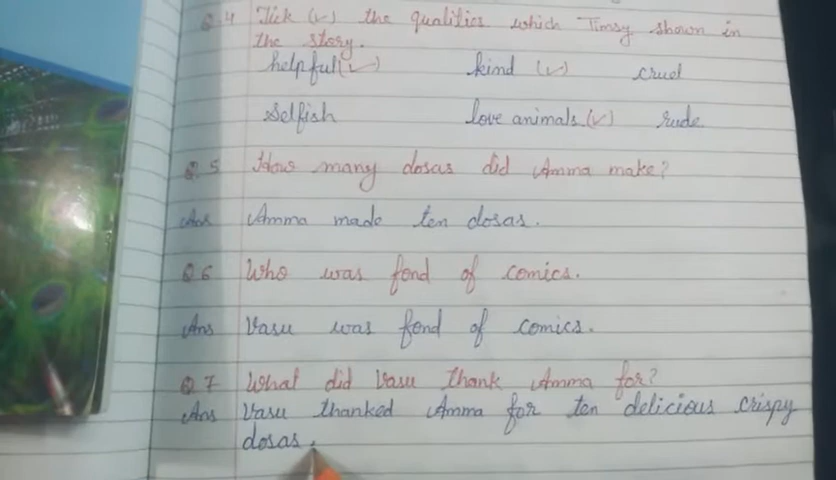 Q.4 Tick (✓) the qualities which Timsy shown in
the story.
helpful(✓) kind (✓) cruel
selfish love animals.(✓) rude
Q.5 How many dosas did Amma make?
Ans Amma made ten dosas.
Q 6 Who was fond of comics.
Ans Vasu was fond of comics.
Q 7 What did Vasu thank Amma for?
Ans Vasu thanked Amma for ten delicious crispy
dosas.